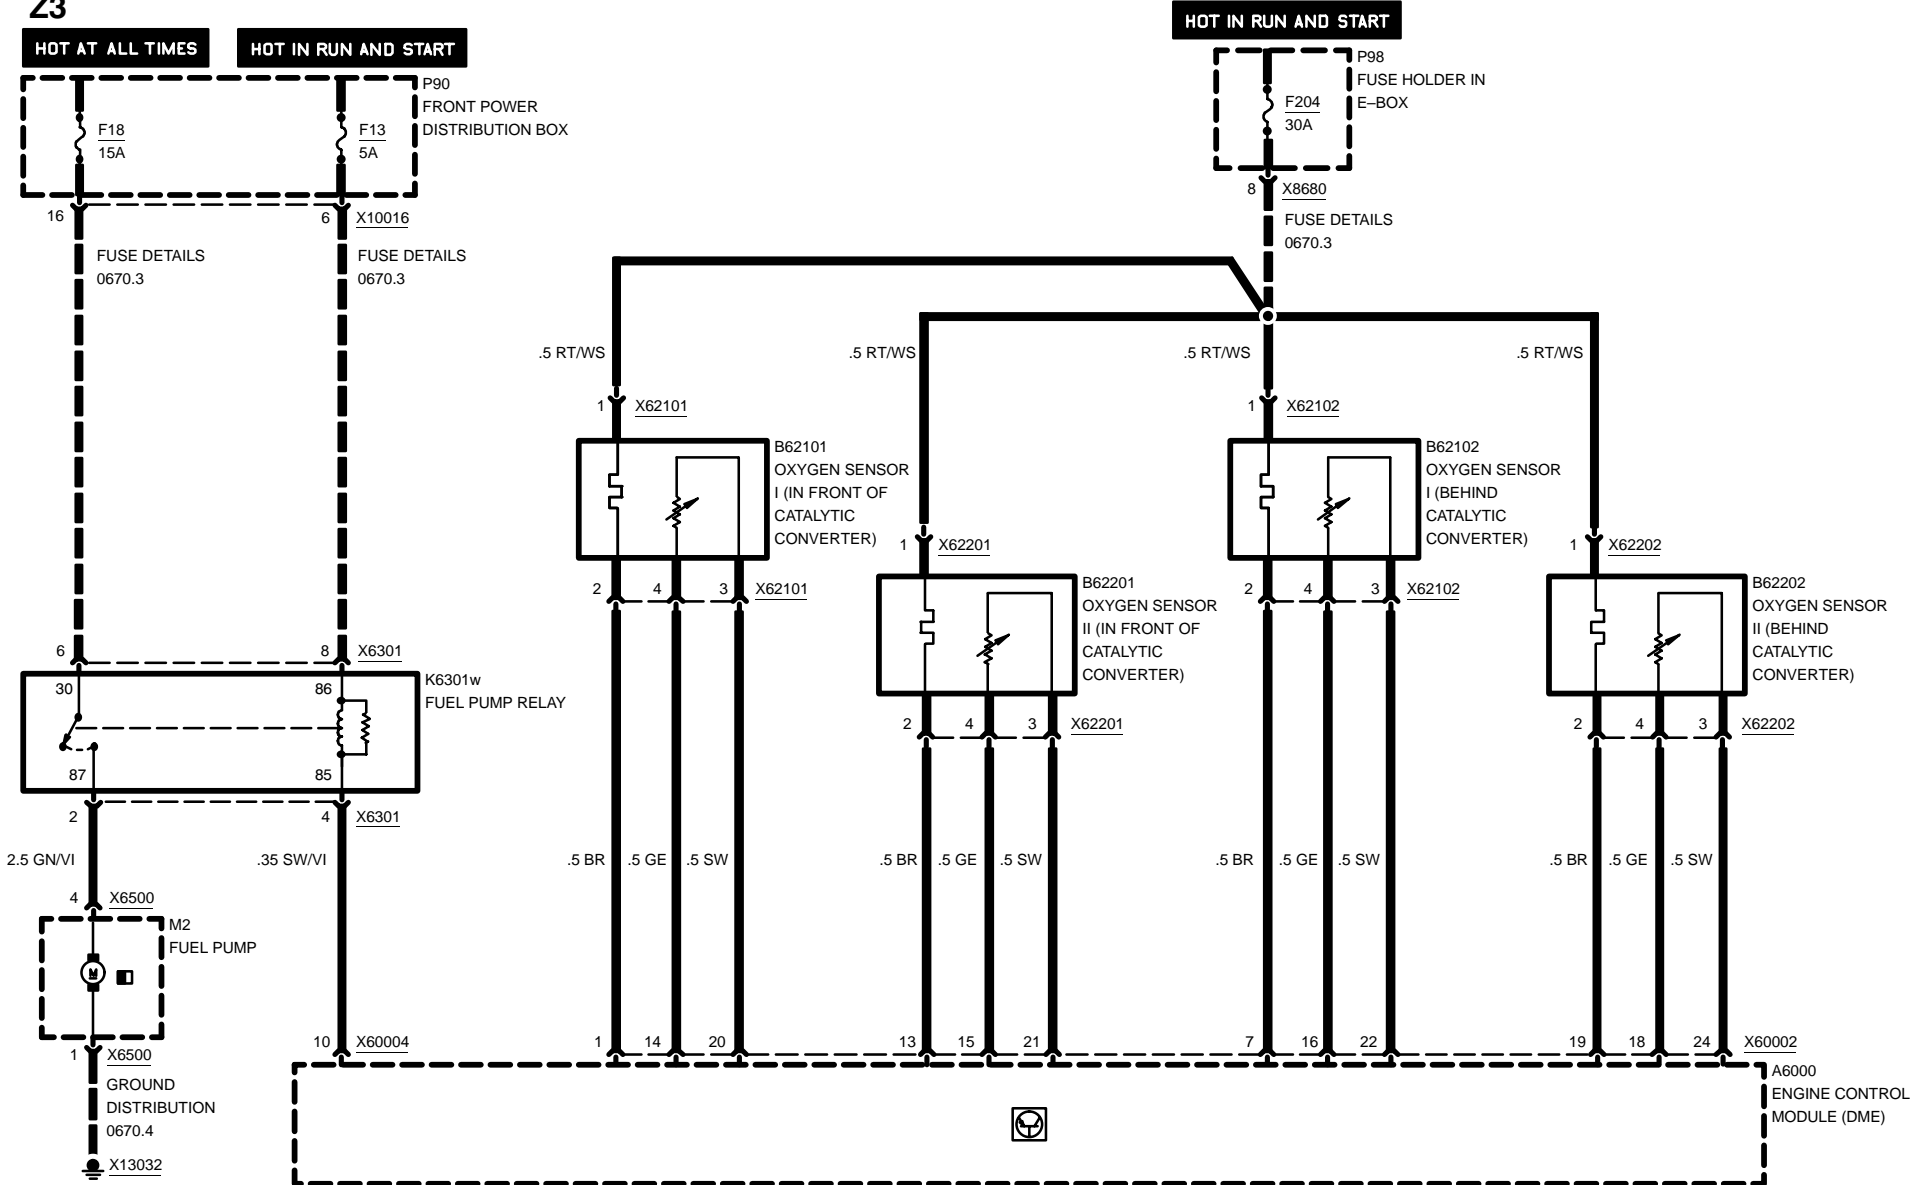 Z3
HOT AT ALL TIMES
HOT IN RUN AND START
HOT IN RUN AND START
P90
FRONT POWER
DISTRIBUTION BOX
F18
15A
F13
5A
P98
FUSE HOLDER IN
E–BOX
F204
30A
16
6
X10016
8
X8680
FUSE DETAILS
0670.3
FUSE DETAILS
0670.3
FUSE DETAILS
0670.3
.5 RT/WS
.5 RT/WS
.5 RT/WS
.5 RT/WS
1
X62101
1
X62102
B62101
OXYGEN SENSOR
I (IN FRONT OF
CATALYTIC
CONVERTER)
B62102
OXYGEN SENSOR
I (BEHIND
CATALYTIC
CONVERTER)
1
X62201
1
X62202
2
4
3
X62101
B62201
OXYGEN SENSOR
II (IN FRONT OF
CATALYTIC
CONVERTER)
2
4
3
X62102
B62202
OXYGEN SENSOR
II (BEHIND
CATALYTIC
CONVERTER)
6
8
X6301
30
86
K6301w
FUEL PUMP RELAY
87
85
2
4
3
X62201
2
4
3
X62202
2
4
X6301
2.5 GN/VI
.35 SW/VI
.5 BR
.5 GE
.5 SW
.5 BR
.5 GE
.5 SW
.5 BR
.5 GE
.5 SW
.5 BR
.5 GE
.5 SW
4
X6500
M2
FUEL PUMP
M
1
X6500
GROUND
DISTRIBUTION
0670.4
X13032
10
X60004
1
14
20
13
15
21
7
16
22
19
18
24
X60002
A6000
ENGINE CONTROL
MODULE (DME)